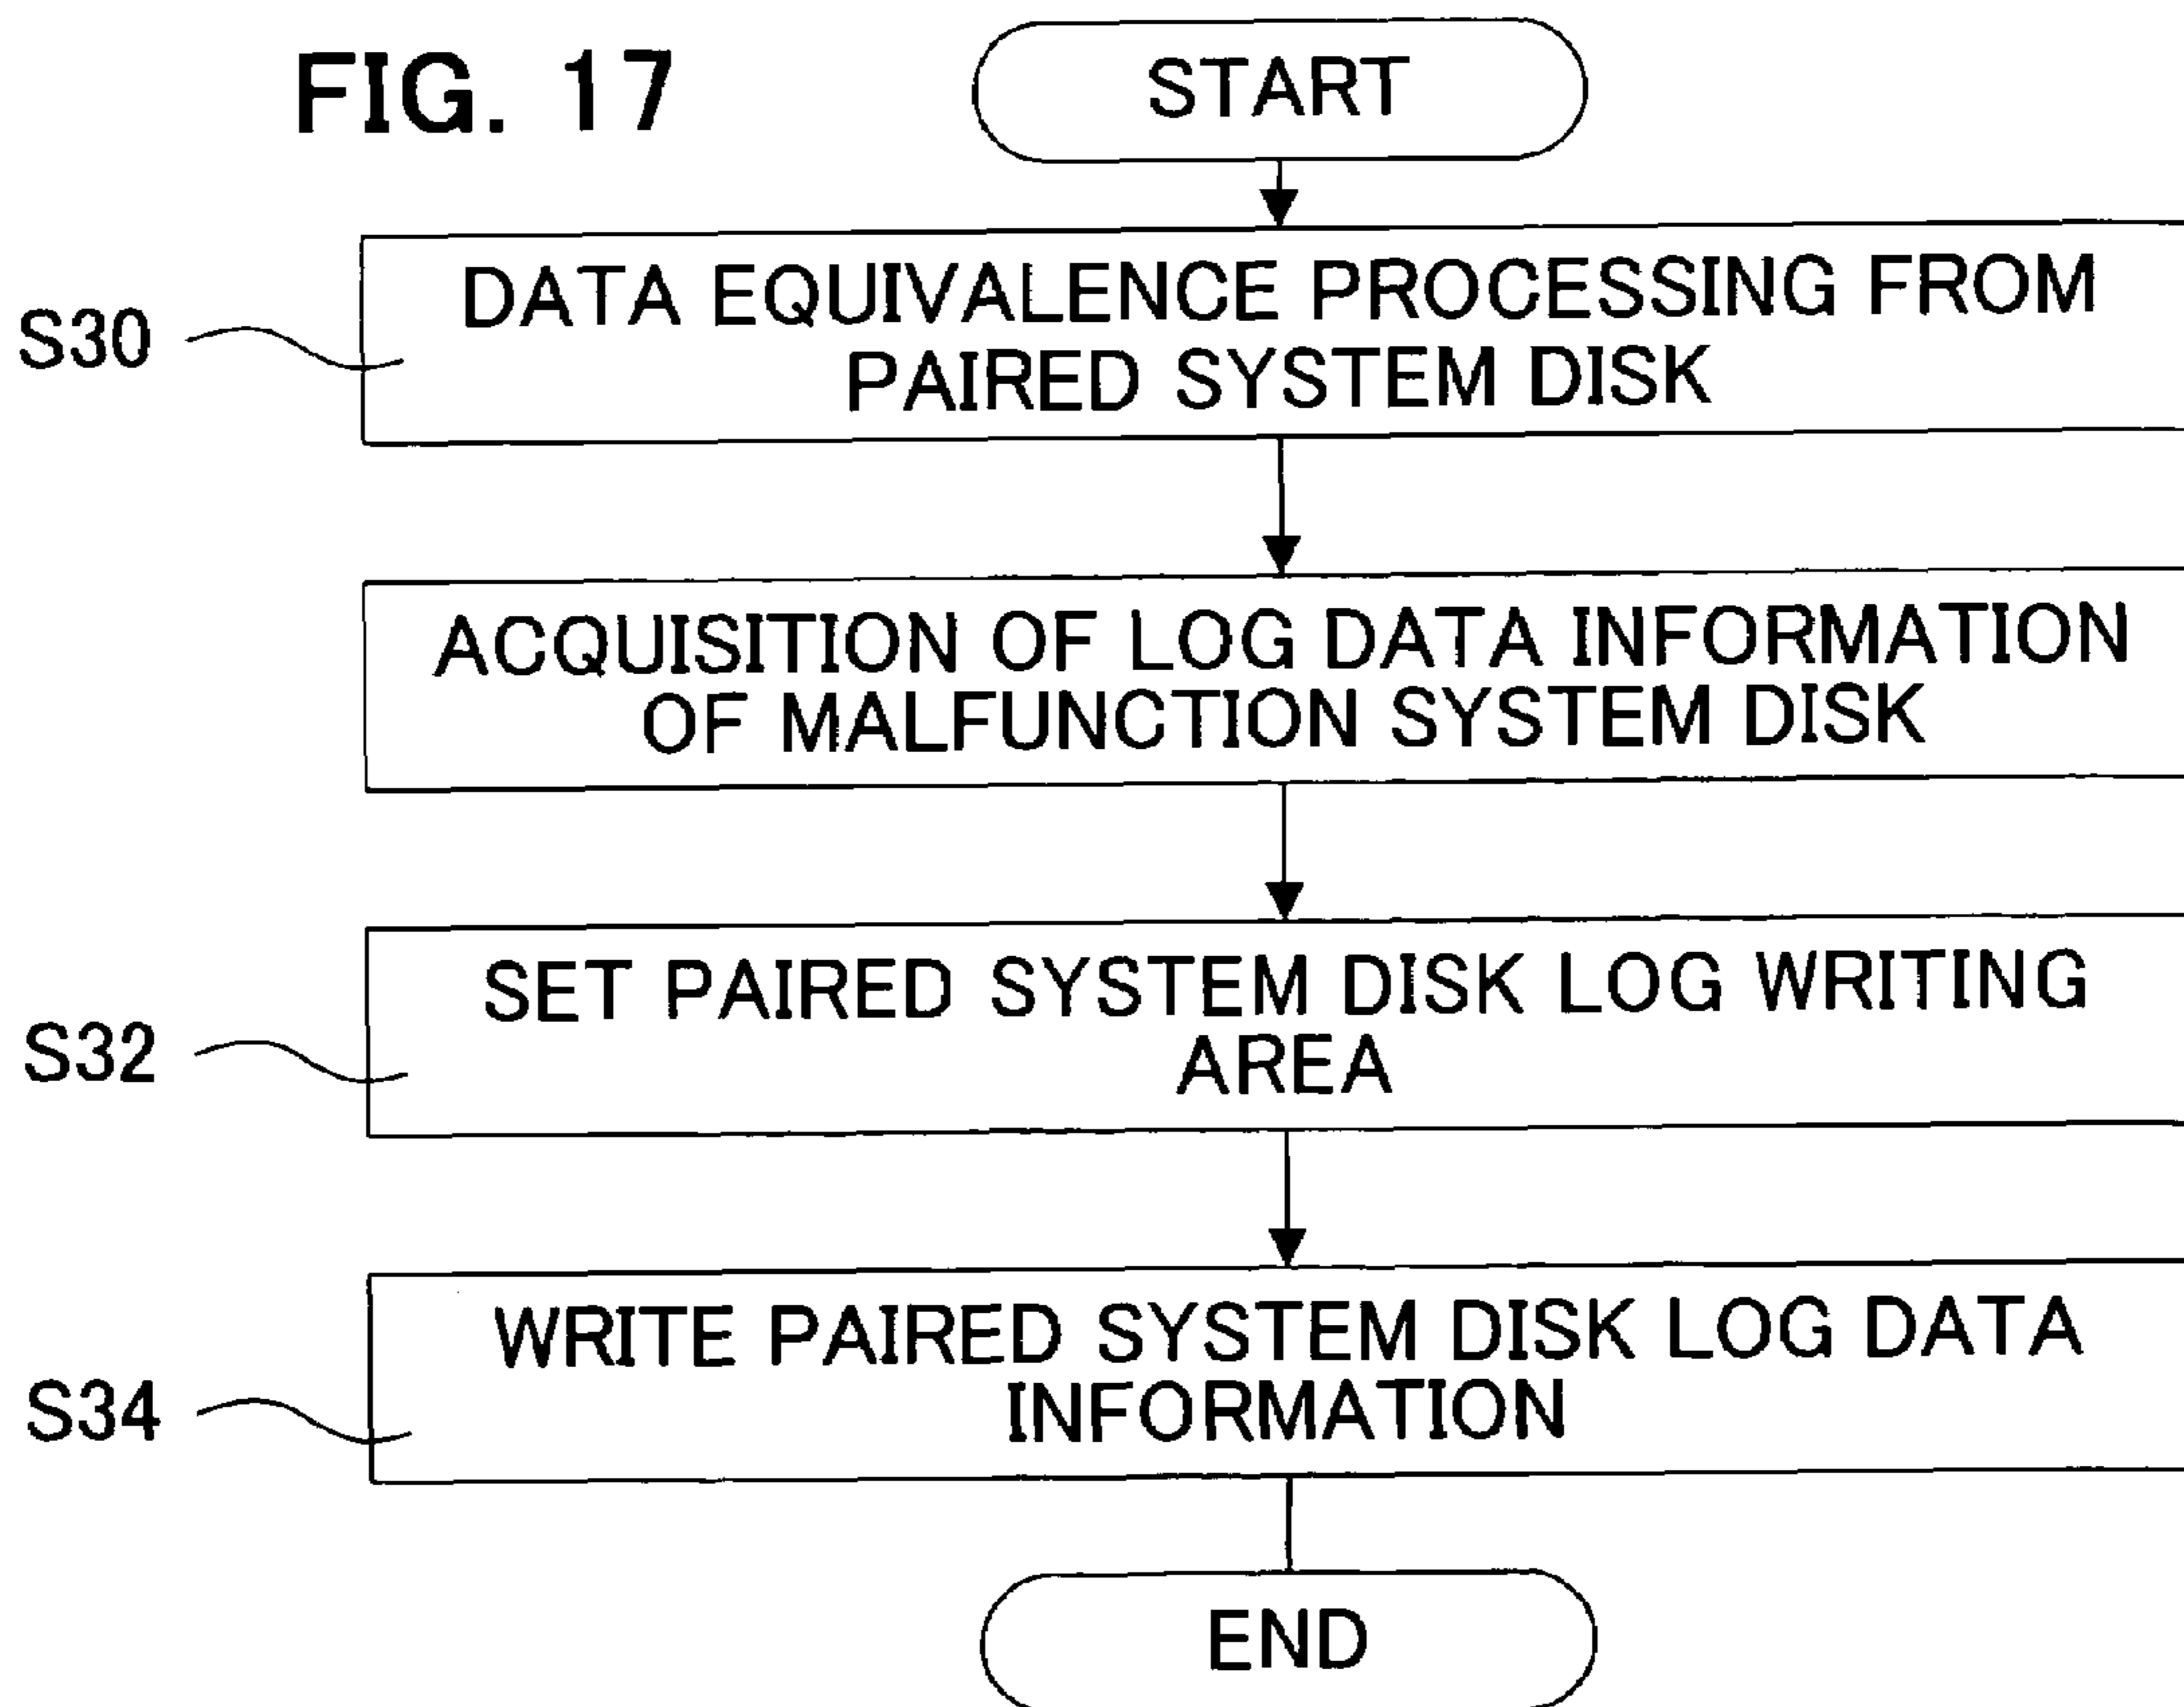 FIG. 17
START
S30
DATA EQUIVALENCE PROCESSING FROM
PAIRED SYSTEM DISK
ACQUISITION OF LOG DATA INFORMATION
OF MALFUNCTION SYSTEM DISK
S32
SET PAIRED SYSTEM DISK LOG WRITING
AREA
S34
WRITE PAIRED SYSTEM DISK LOG DATA
INFORMATION
END